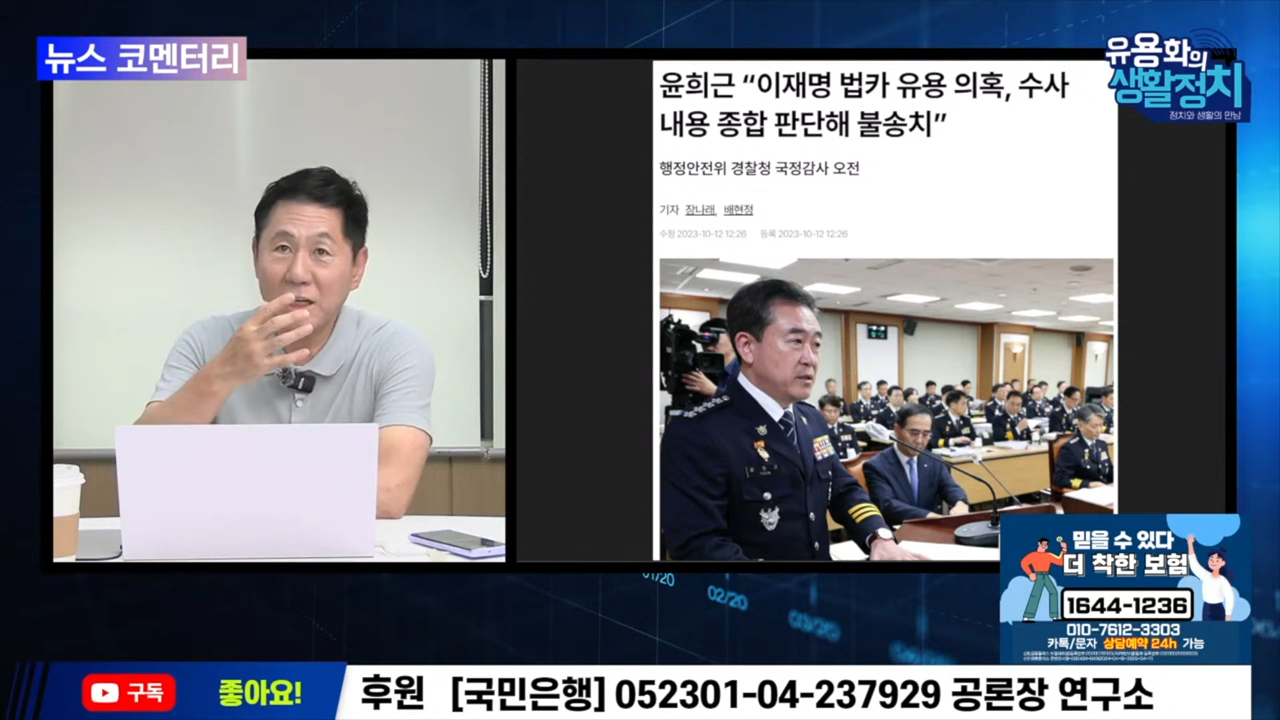 뉴스 코멘터리
유용화의
생활정치
정치와 생활의 만남
윤희근 “이재명 법카 유용 의혹, 수사
내용 종합 판단해 불송치”
행정안전위 경찰청 국정감사 오전
기자 장나래 배현정
수정 2023-10-12 12:26 등록 2023-10-12 12:26
01/20
02/20
03/20
믿을 수 있다
더 착한 보험
1644-1236
010-7612-3303
카톡/문자 상담예약 24h 가능
구독
좋아요!
후원 [국민은행] 052301-04-237929 공론장 연구소